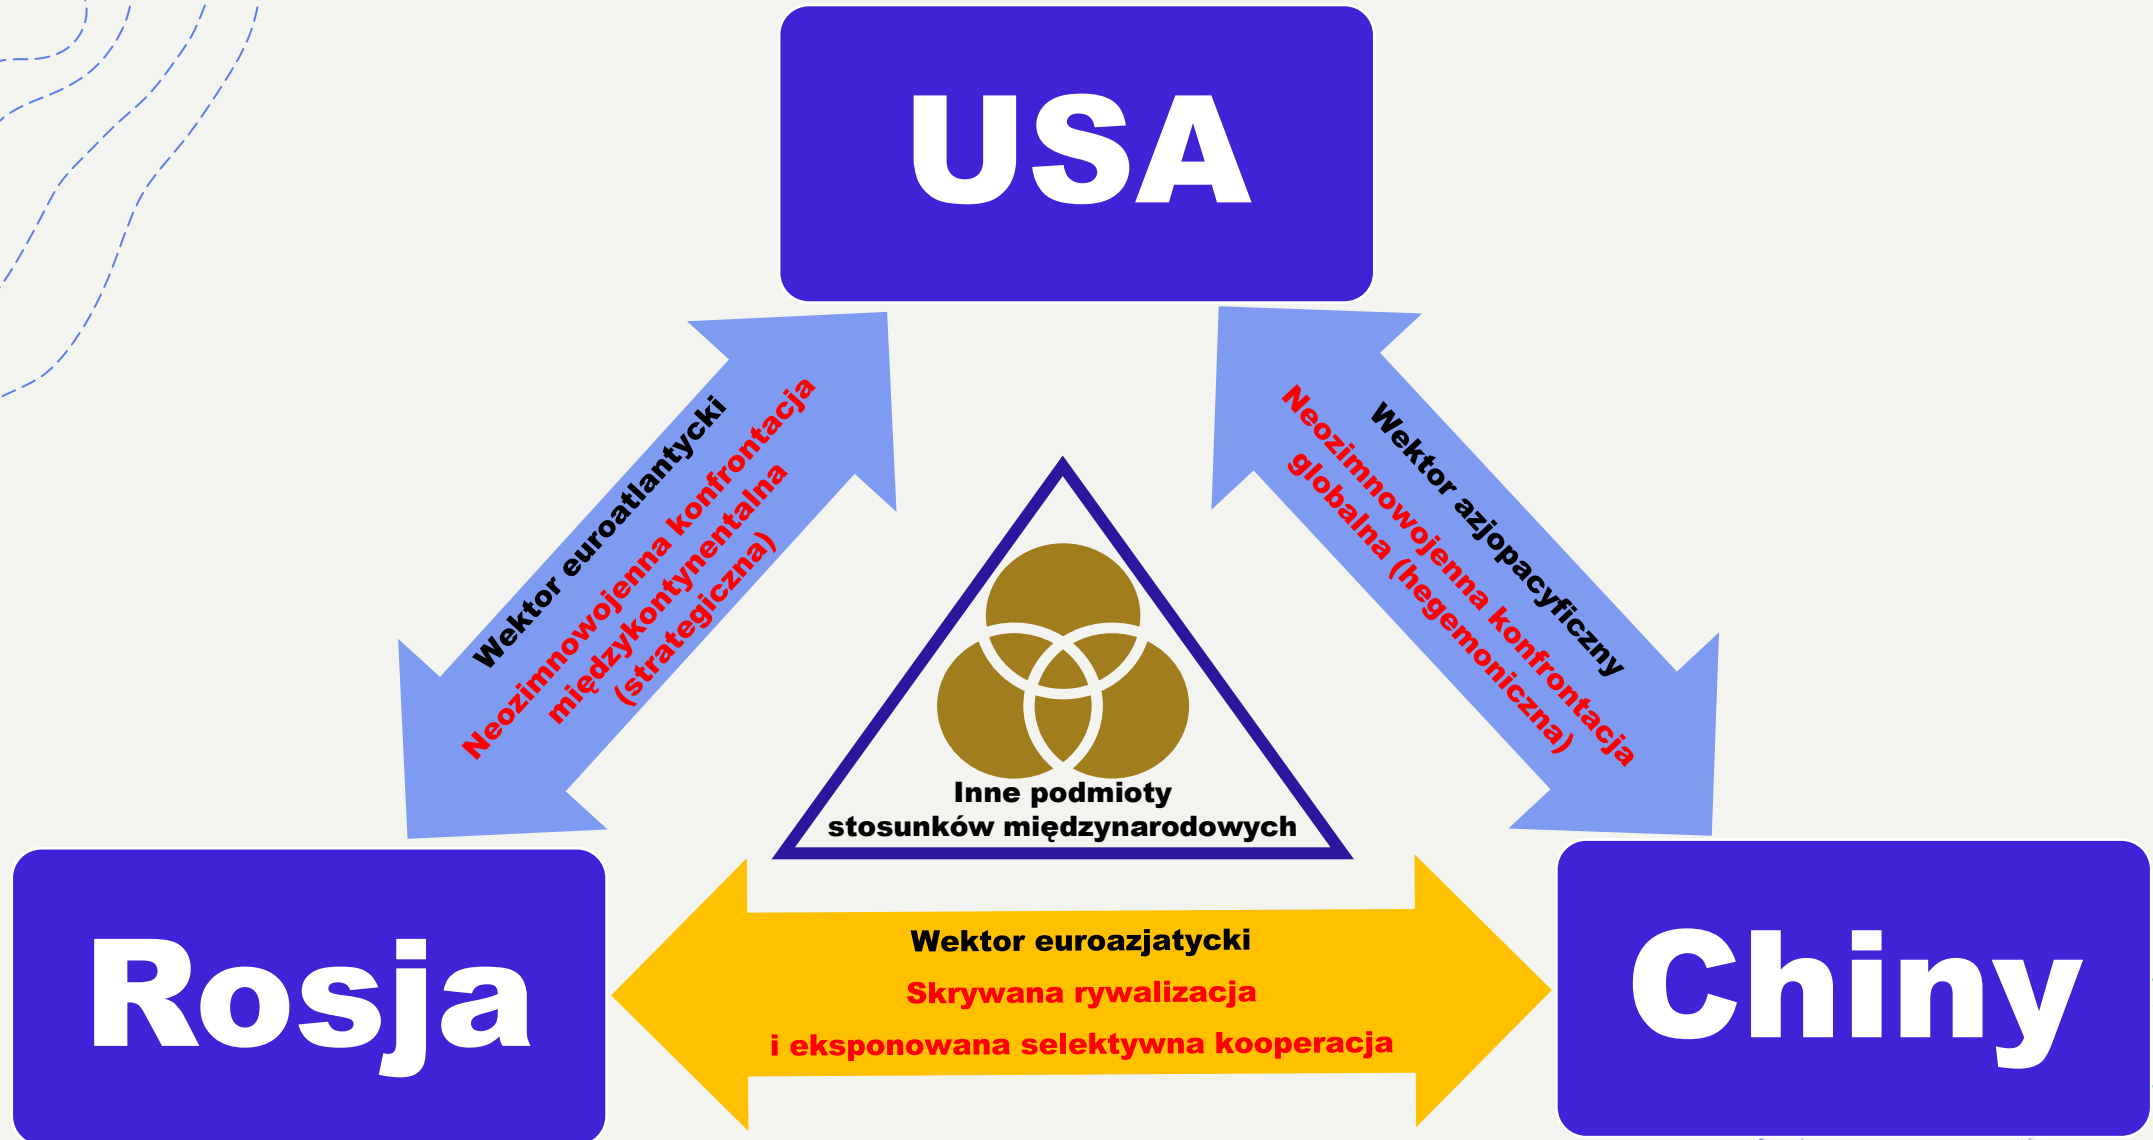 USA
Wektor euroatlantycki
Neozimnowojenna konfrontacja
międzykontynentalna
(strategiczna)
Wektor azjopacyficzny
Neozimnowojenna konfrontacja
globalna (hegemoniczna)
Inne podmioty
stosunków międzynarodowych
Rosja
Wektor euroazjatycki
Skrywana rywalizacja
i eksponowana selektywna kooperacja
Chiny